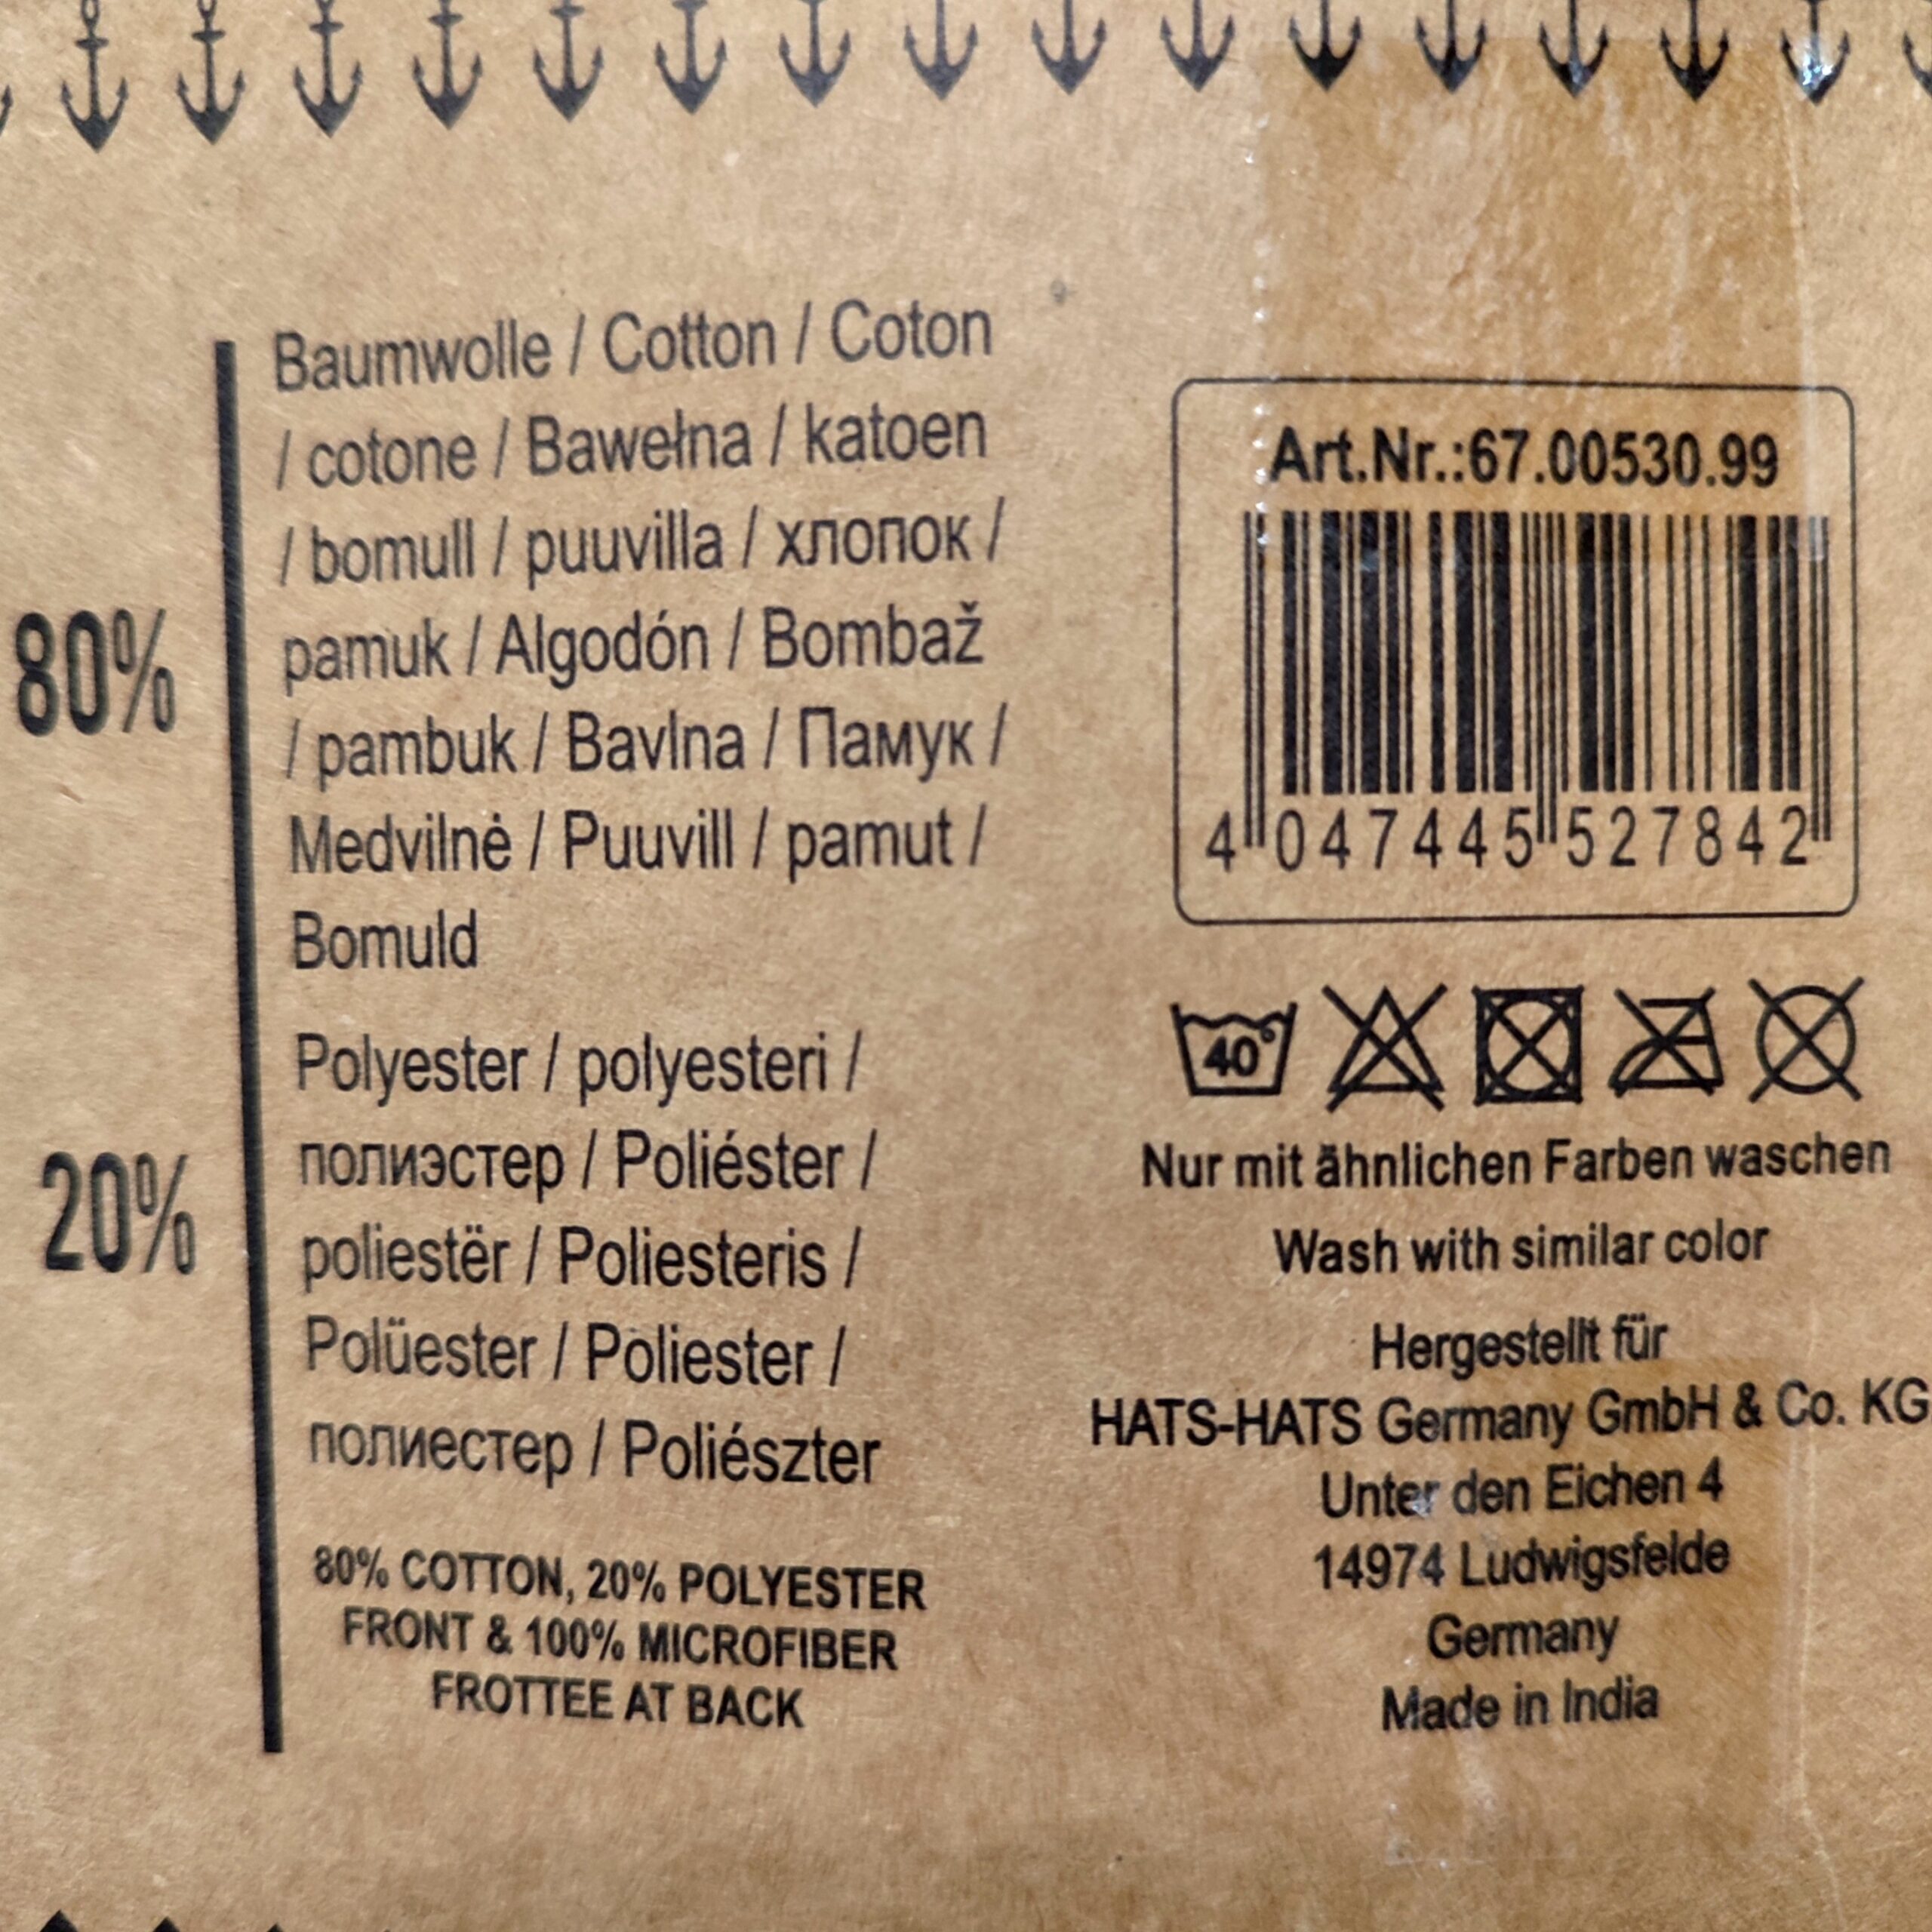 80%
Baumwolle / Cotton / Coton
/ cotone / Bawełna / katoen
/ bomull / puuvilla / хлопок /
pamuk / Algodón / Bombaž
/ pambuk / Bavlna / Памук /
Medvilnė / Puuvill / pamut /
Bomuld
20%
Polyester / polyesteri /
полиэстер / Poliéster /
poliestër / Poliesteris /
Polüester / Poliester /
полиестер / Poliészter
80% COTTON, 20% POLYESTER
FRONT & 100% MICROFIBER
FROTTEE AT BACK
Art.Nr.:67.00530.99
4 047445 527842
40°
Nur mit ähnlichen Farben waschen
Wash with similar color
Hergestellt für
HATS-HATS Germany GmbH & Co. KG
Unter den Eichen 4
14974 Ludwigsfelde
Germany
Made in India